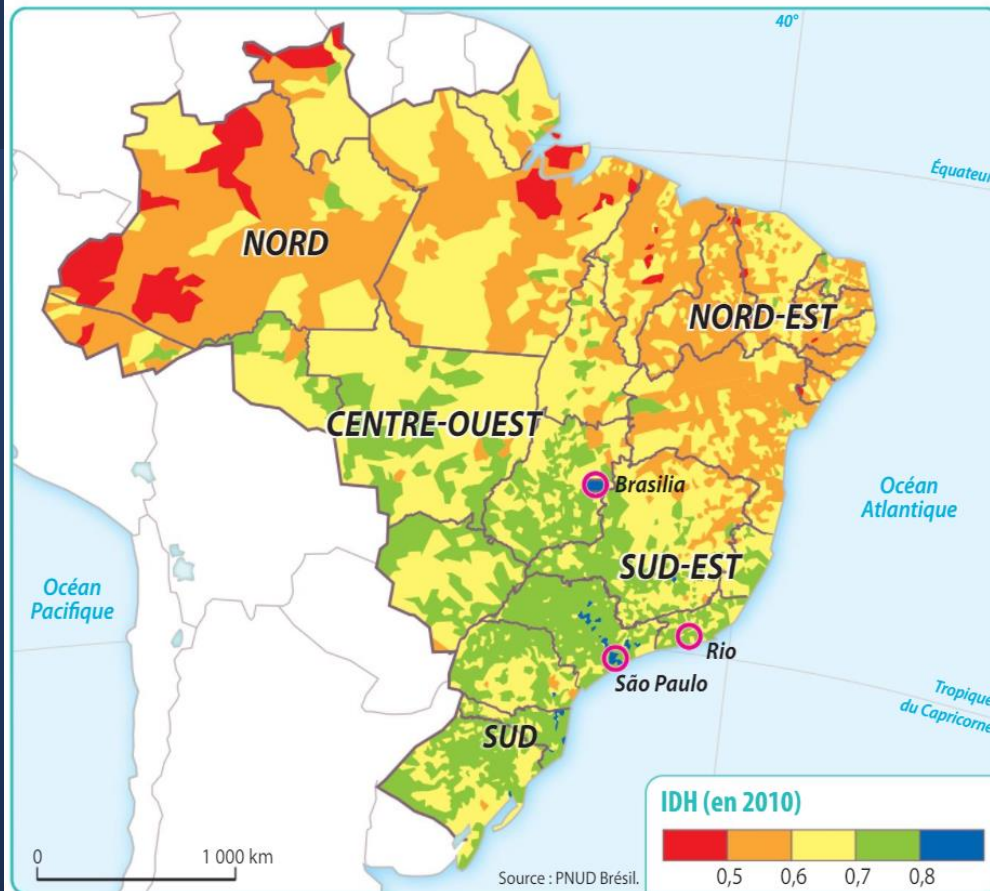 40°
Équateur
NORD
NORD-EST
CENTRE-OUEST
Brasilia
Océan
Atlantique
SUD-EST
Océan
Pacifique
Rio
São Paulo
Tropique
du Capricorne
SUD
IDH (en 2010)
0,5 0,6 0,7 0,8
0 1 000 km
Source : PNUD Brésil.